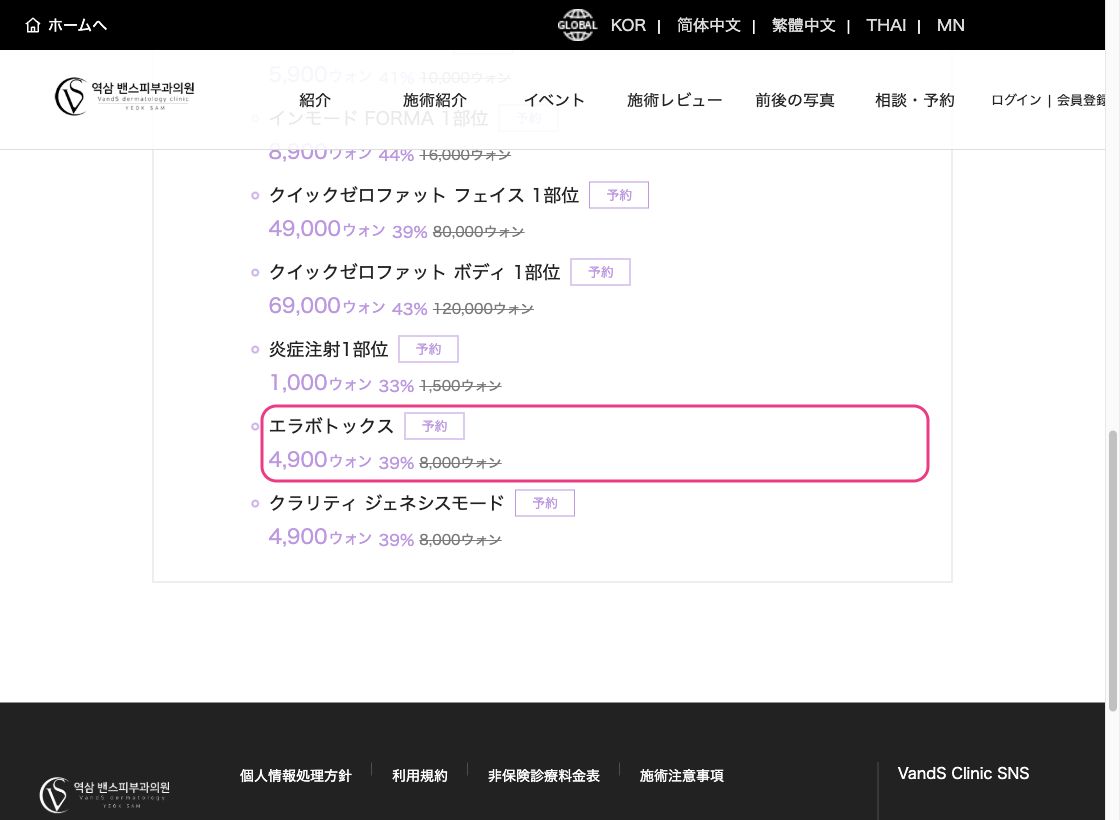 ホームへ
GLOBAL KOR | 简体中文 | 繁體中文 | THAI | MN
역삼 밴스피부과의원
VandS dermatology clinic
YEOK SAM
紹介 施術紹介 イベント 施術レビュー 前後の写真 相談・予約 ログイン | 会員登録
5,900ウォン 41% 10,000ウォン
インモード FORMA 1部位 予約
8,900ウォン 44% 16,000ウォン
クイックゼロファット フェイス 1部位 予約
49,000ウォン 39% 80,000ウォン
クイックゼロファット ボディ 1部位 予約
69,000ウォン 43% 120,000ウォン
炎症注射1部位 予約
1,000ウォン 33% 1,500ウォン
エラボトックス 予約
4,900ウォン 39% 8,000ウォン
クラリティ ジェネシスモード 予約
4,900ウォン 39% 8,000ウォン
個人情報処理方針 利用規約 非保険診療料金表 施術注意事項
VandS Clinic SNS
역삼 밴스피부과의원
VandS dermatology
YEOK SAM